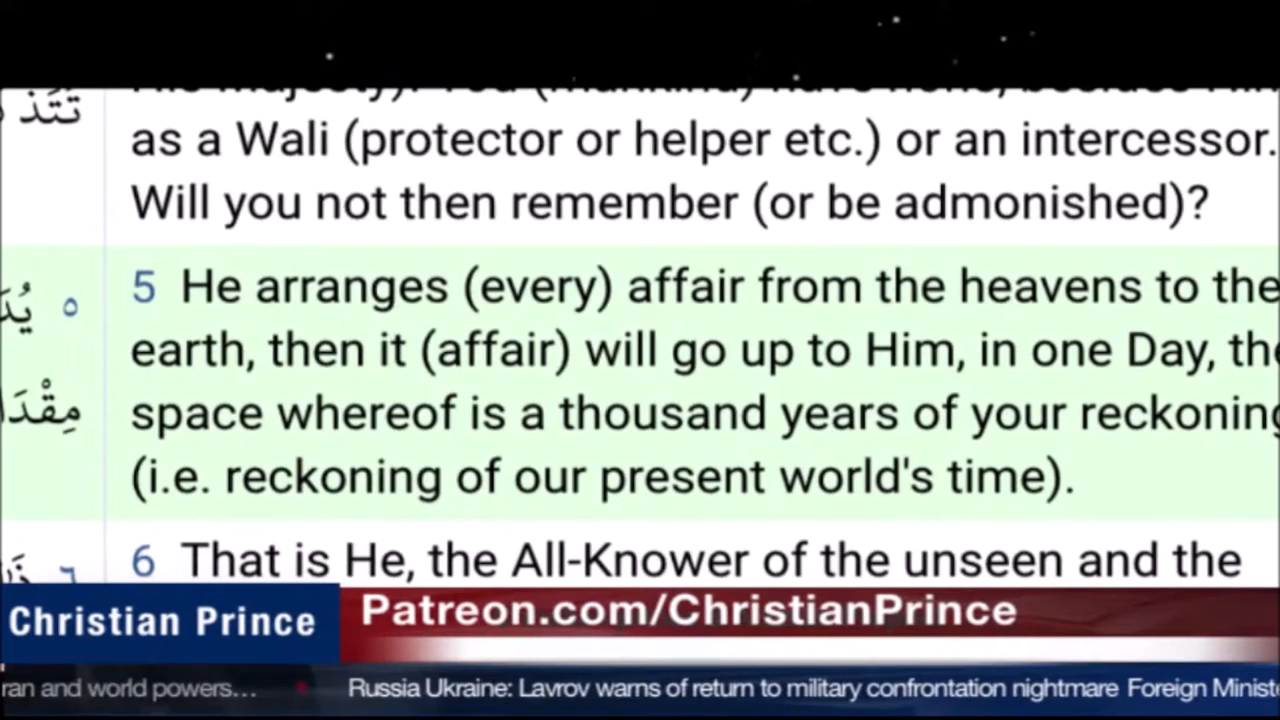 as a Wali (protector or helper etc.) or an intercessor.
Will you not then remember (or be admonished)?
٥
5 He arranges (every) affair from the heavens to the
earth, then it (affair) will go up to Him, in one Day, the
space whereof is a thousand years of your reckoning
(i.e. reckoning of our present world's time).
٦
6 That is He, the All-Knower of the unseen and the
Christian Prince
Patreon.com/ChristianPrince
ran and world powers… Russia Ukraine: Lavrov warns of return to military confrontation nightmare Foreign